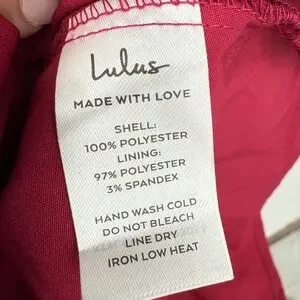 Lulus
MADE WITH LOVE
SHELL:
100% POLYESTER
LINING:
97% POLYESTER
3% SPANDEX
HAND WASH COLD
DO NOT BLEACH
LINE DRY
IRON LOW HEAT